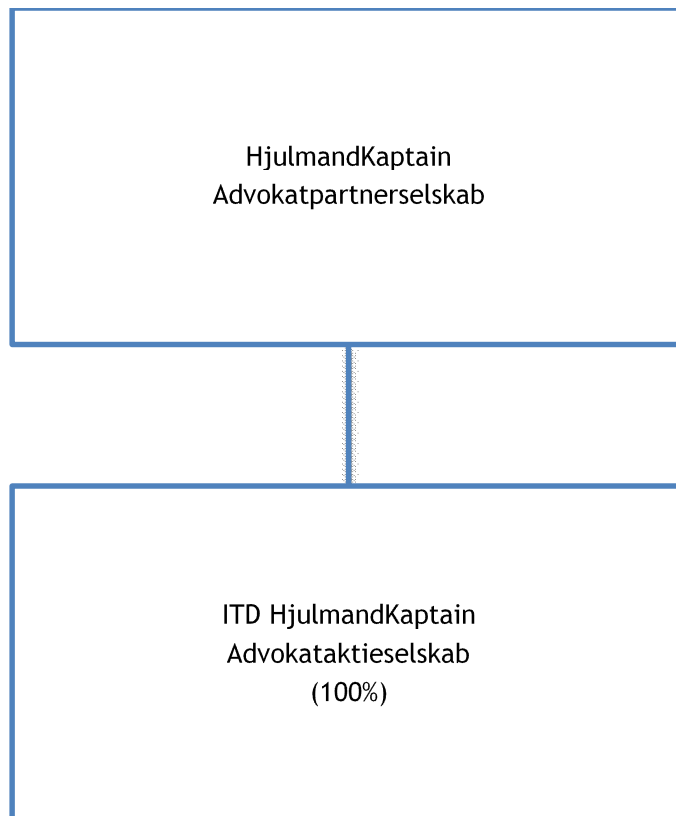 HjulmandKaptain
Advokatpartnerselskab
ITD HjulmandKaptain
Advokataktieselskab
(100%)